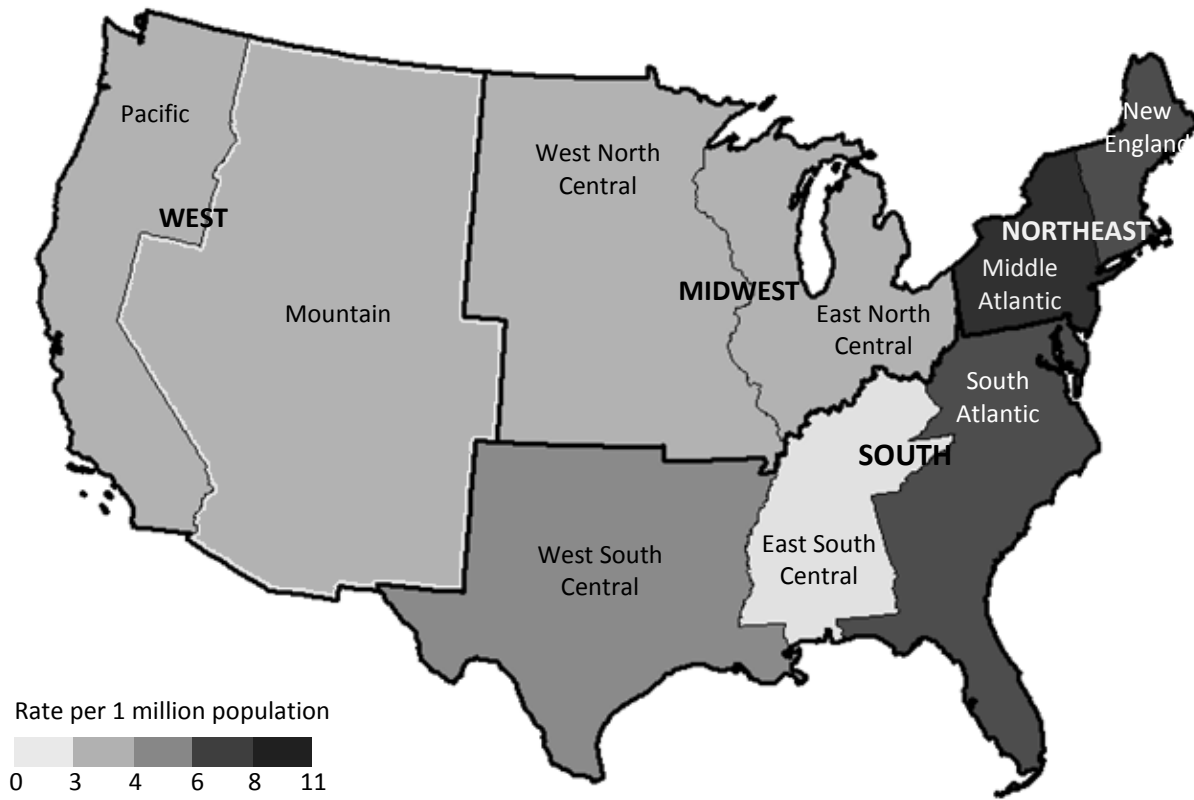 Pacific
WEST
Mountain
West North
Central
MIDWEST
East North
Central
New
England
NORTHEAST
Middle
Atlantic
South
Atlantic
SOUTH
East South
Central
West South
Central
Rate per 1 million population
0 3 4 6 8 11